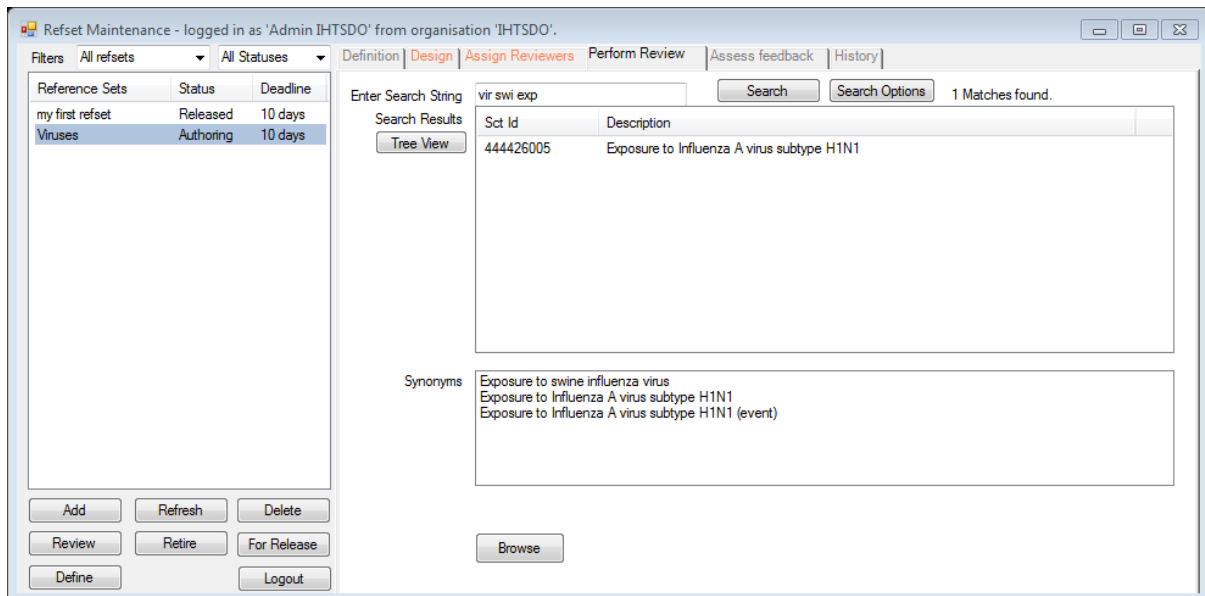 Refset Maintenance - logged in as 'Admin IHTSDO' from organisation 'IHTSDO'.
Filters All refsets All Statuses
Definition Design Assign Reviewers Perform Review Assess feedback History
Reference Sets Status Deadline
my first refset Released 10 days
Viruses Authoring 10 days
Enter Search String vir swi exp Search Search Options 1 Matches found.
Search Results
Tree View
Sct Id Description
444426005 Exposure to Influenza A virus subtype H1N1
Synonyms
Exposure to swine influenza virus
Exposure to Influenza A virus subtype H1N1
Exposure to Influenza A virus subtype H1N1 (event)
Add Refresh Delete
Review Retire For Release
Define Logout
Browse